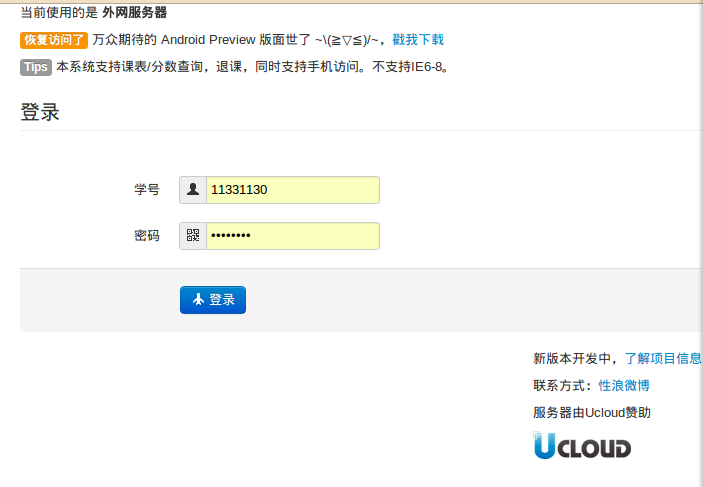 当前使用的是 外网服务器
恢复访问了 万众期待的 Android Preview 版面世了 ~\(≧▽≦)/~，戳我下载
Tips 本系统支持课表/分数查询，退课，同时支持手机访问。不支持IE6-8。
登录
学号 11331130
密码 ••••••••
登录
新版本开发中，了解项目信息
联系方式：性浪微博
服务器由Ucloud赞助
UCLOUD